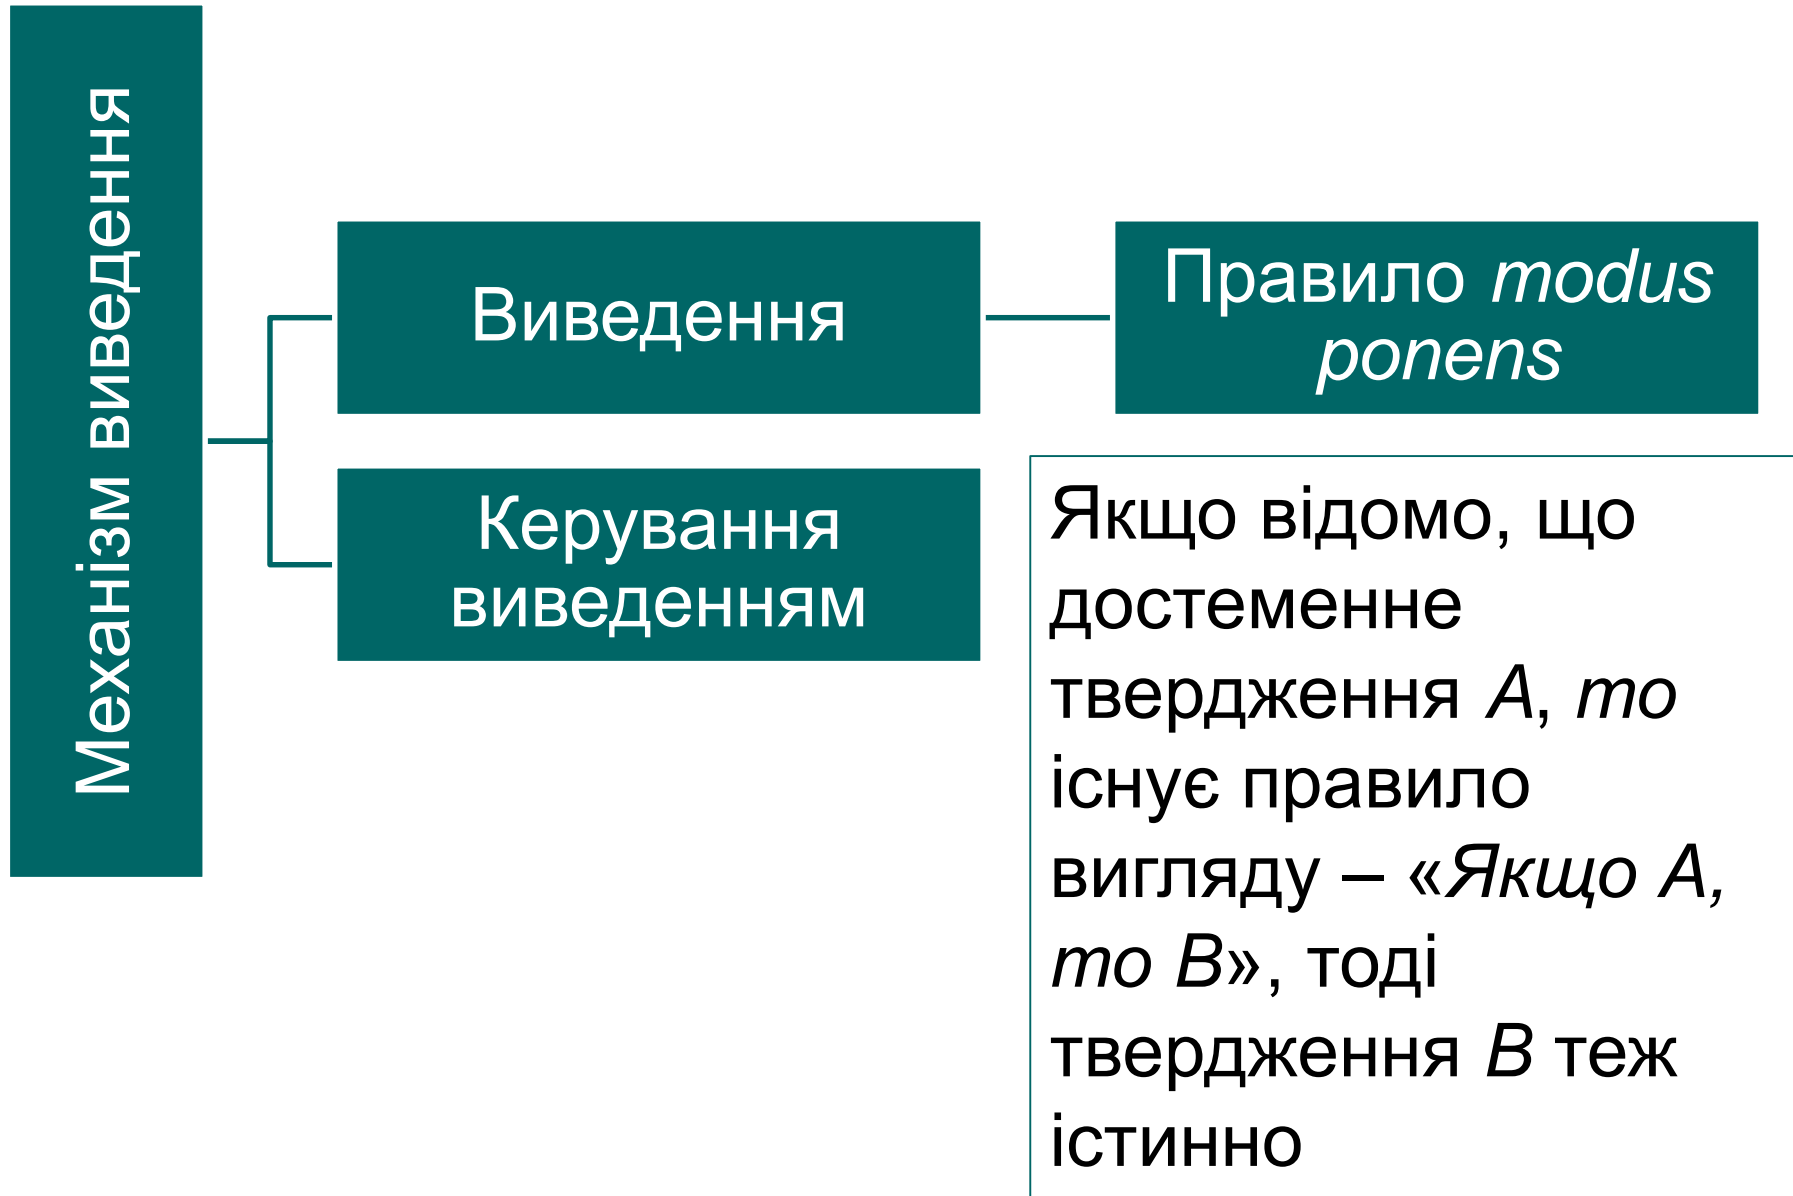 Механізм виведення
Виведення
Правило modus
ponens
Керування
виведенням
Якщо відомо, що
достеменне
твердження А, то
існує правило
вигляду – «Якщо А,
то В», тоді
твердження В теж
істинно